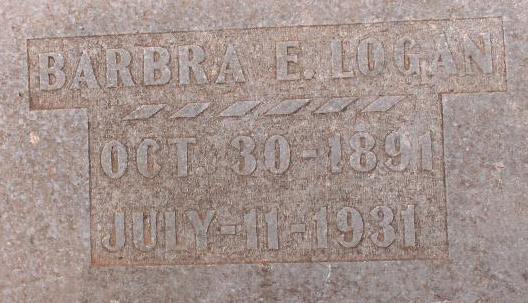 BARBRA E. LOGAN
OCT. 30-1891
JULY-11-1931